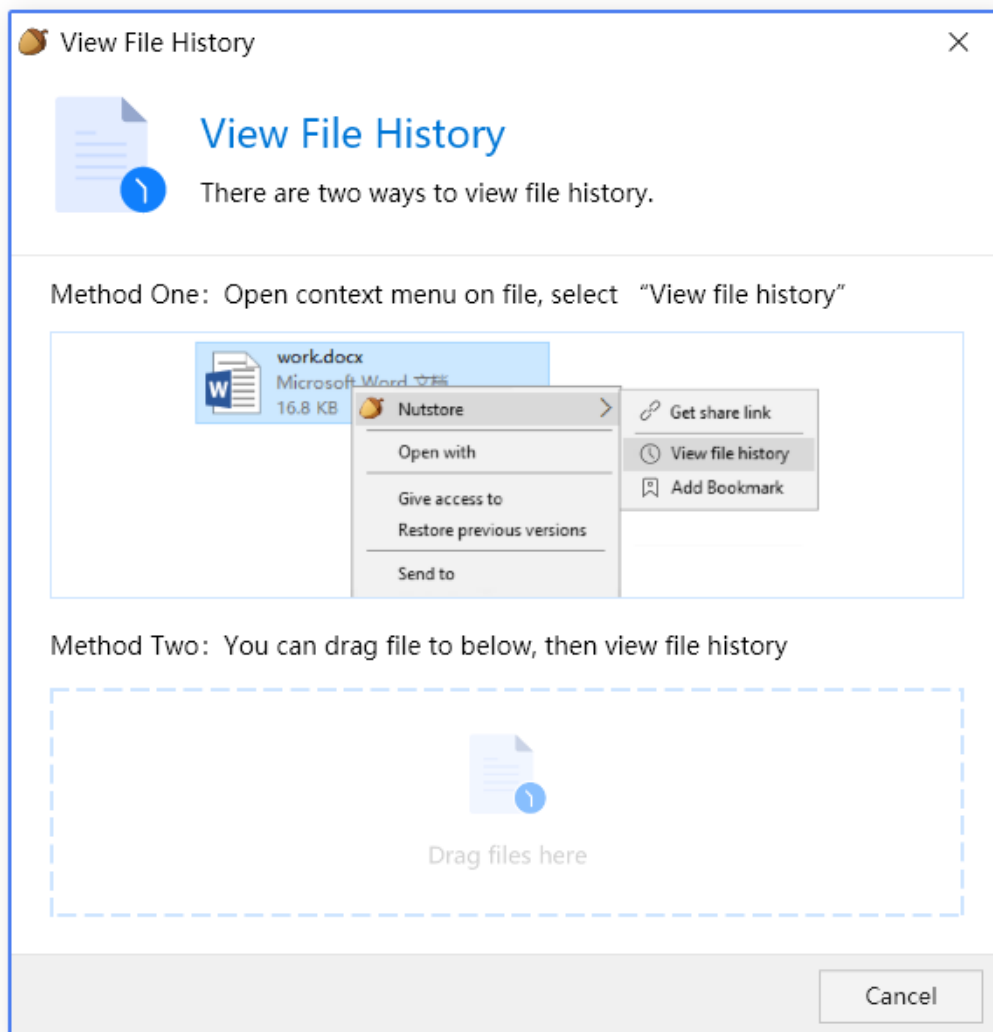 View File History
View File History
There are two ways to view file history.
Method One: Open context menu on file, select “View file history”
work.docx
Microsoft Word 文档
16.8 KB
Nutstore
Get share link
Open with
View file history
Add Bookmark
Give access to
Restore previous versions
Send to
Method Two: You can drag file to below, then view file history
Drag files here
Cancel